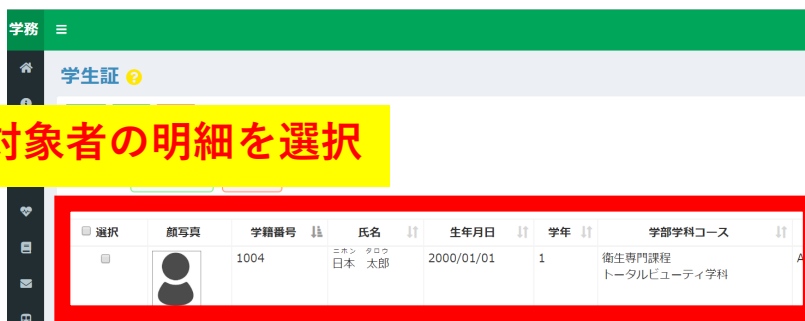 学務
学生証
対象者の明細を選択
選択 顔写真 学籍番号 氏名 生年月日 学年 学部学科コース
ニホン タロウ
1004 日本 太郎 2000/01/01 1 衛生専門課程
トータルビューティ学科